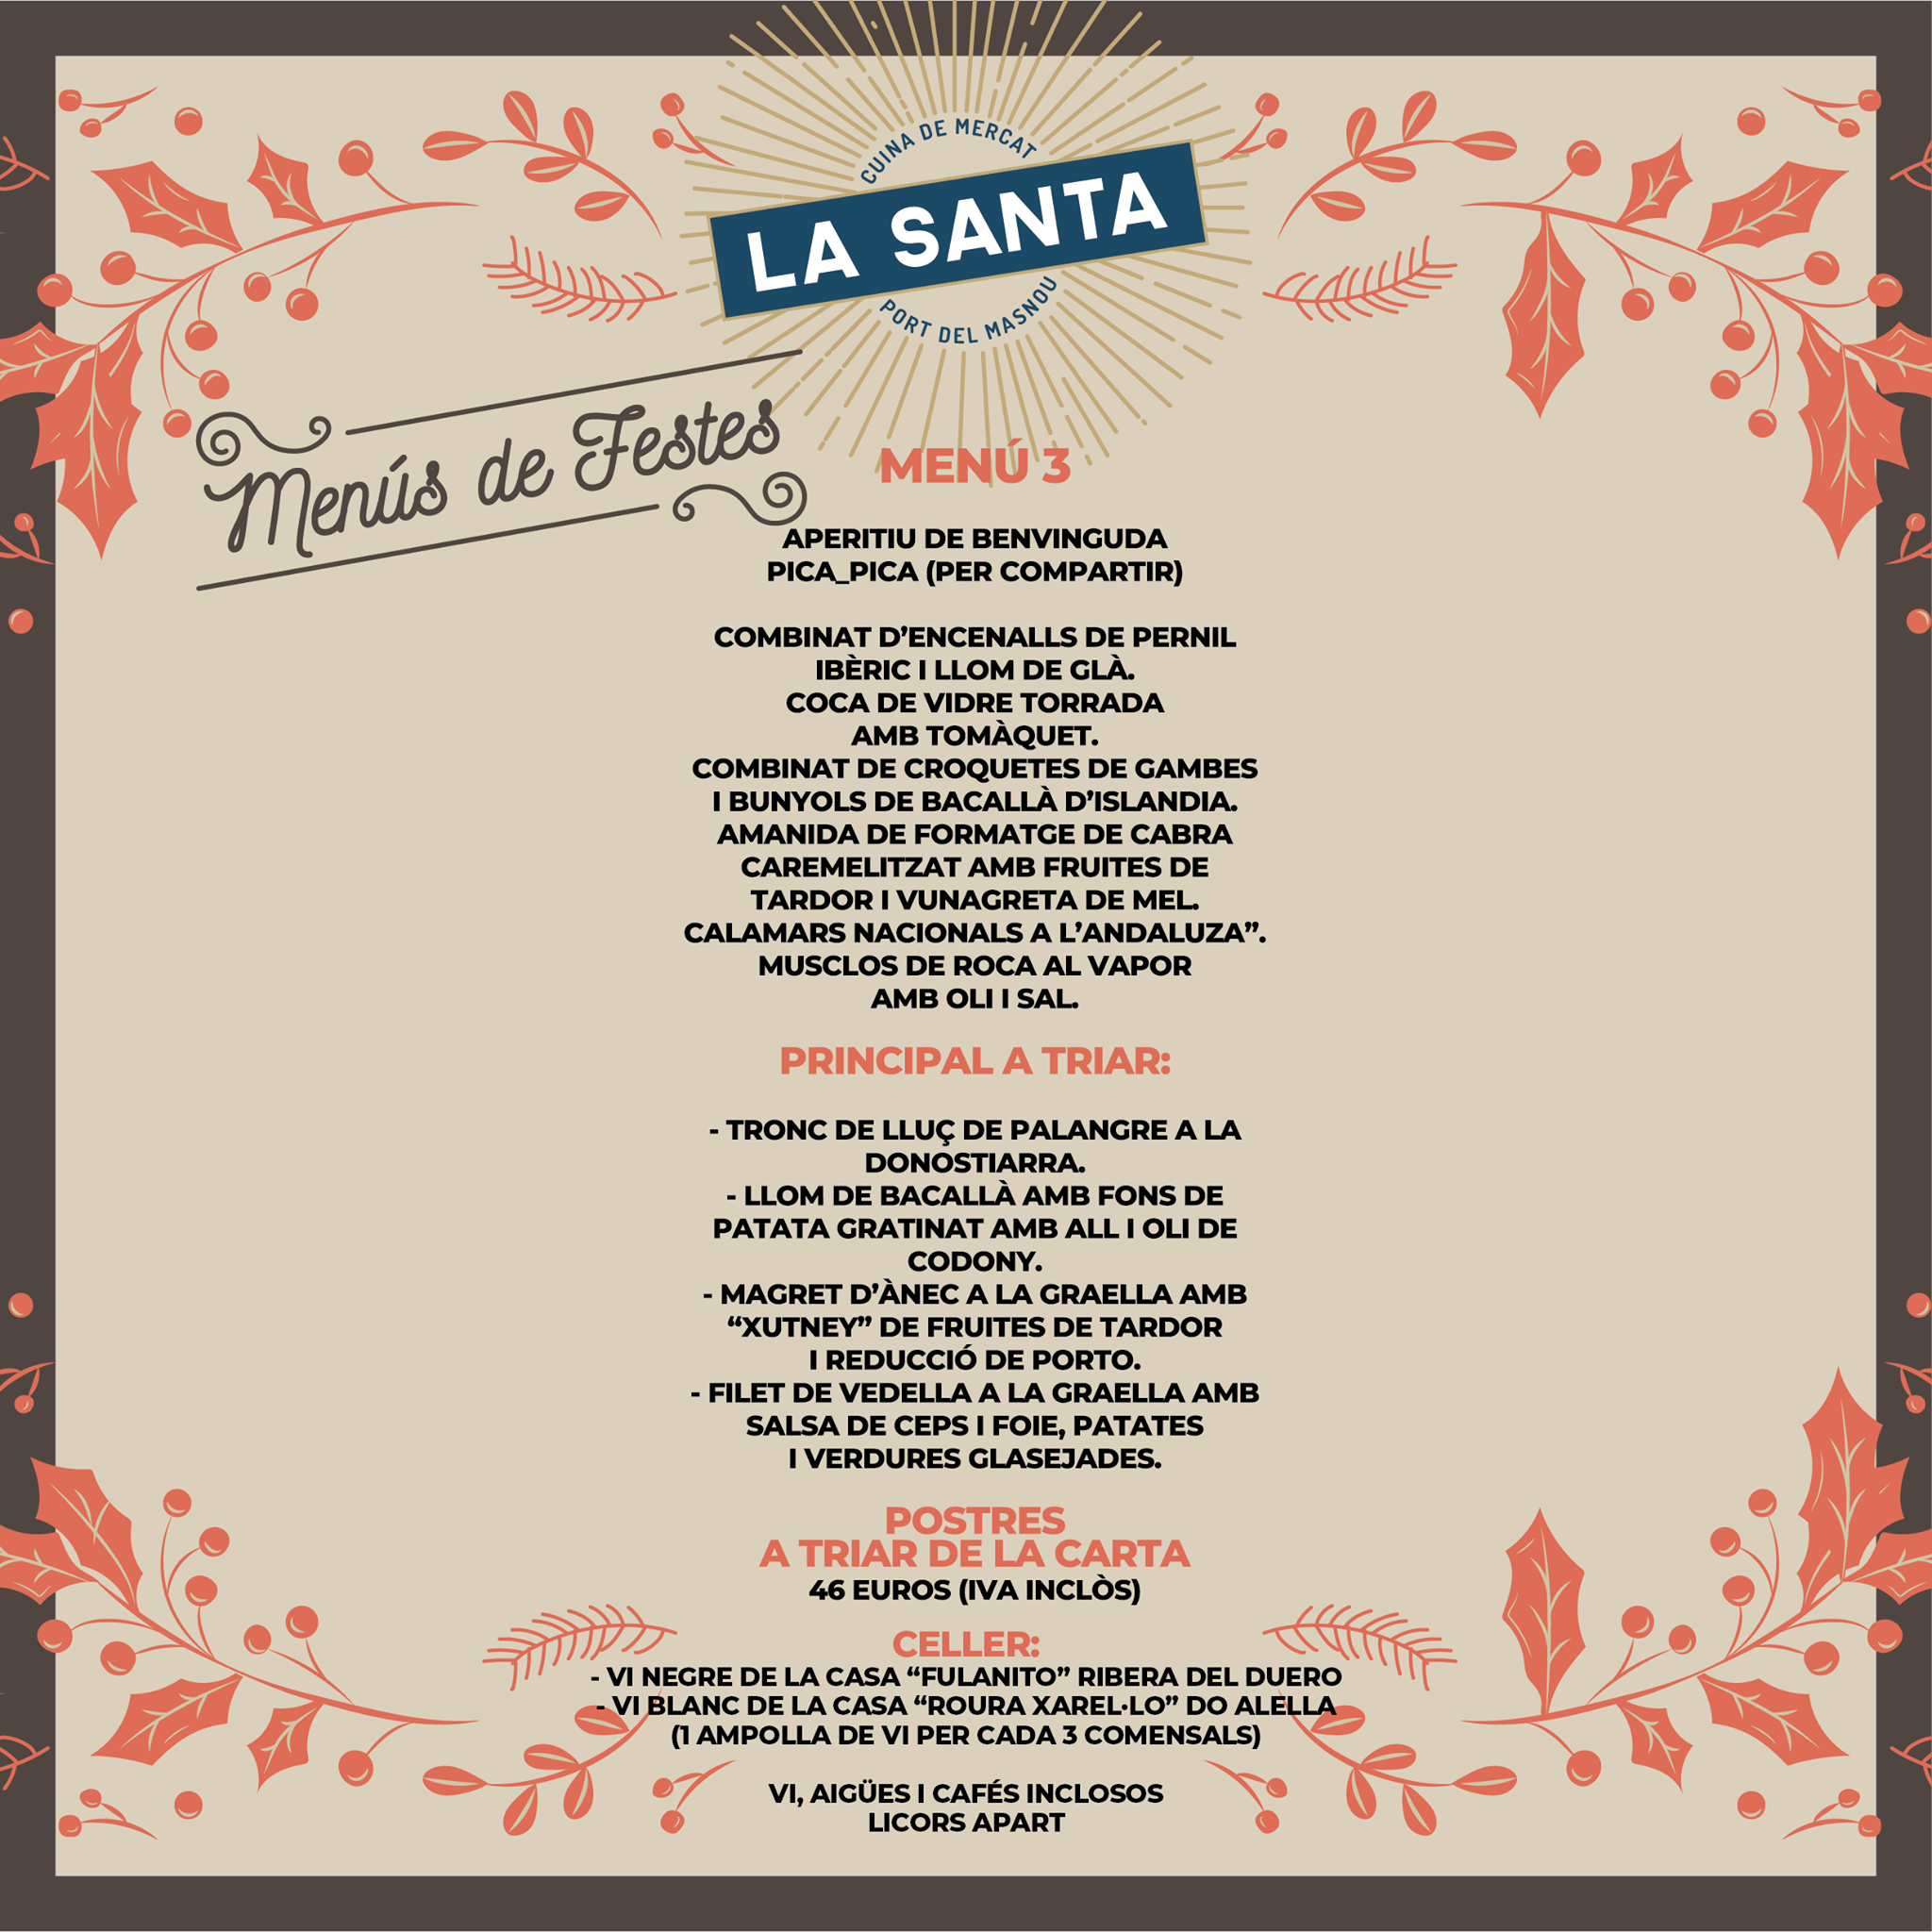 CUINA DE MERCAT
LA SANTA
PORT DEL MASNOU
Menús de Festes
MENÚ 3
APERITIU DE BENVINGUDA
PICA_PICA (PER COMPARTIR)
COMBINAT D’ENCENALLS DE PERNIL
IBÈRIC I LLOM DE GLÀ.
COCA DE VIDRE TORRADA
AMB TOMÀQUET.
COMBINAT DE CROQUETES DE GAMBES
I BUNYOLS DE BACALLÀ D’ISLANDIA.
AMANIDA DE FORMATGE DE CABRA
CAREMELITZAT AMB FRUITES DE
TARDOR I VUNAGRETA DE MEL.
CALAMARS NACIONALS A L’ANDALUZA”.
MUSCLOS DE ROCA AL VAPOR
AMB OLI I SAL.
PRINCIPAL A TRIAR:
- TRONC DE LLUÇ DE PALANGRE A LA
DONOSTIARRA.
- LLOM DE BACALLÀ AMB FONS DE
PATATA GRATINAT AMB ALL I OLI DE
CODONY.
- MAGRET D’ÀNEC A LA GRAELLA AMB
“XUTNEY” DE FRUITES DE TARDOR
I REDUCCIÓ DE PORTO.
- FILET DE VEDELLA A LA GRAELLA AMB
SALSA DE CEPS I FOIE, PATATES
I VERDURES GLASEJADES.
POSTRES
A TRIAR DE LA CARTA
46 EUROS (IVA INCLÒS)
CELLER:
- VI NEGRE DE LA CASA “FULANITO” RIBERA DEL DUERO
- VI BLANC DE LA CASA “ROURA XAREL·LO” DO ALELLA
(1 AMPOLLA DE VI PER CADA 3 COMENSALS)
VI, AIGÜES I CAFÉS INCLOSOS
LICORS APART